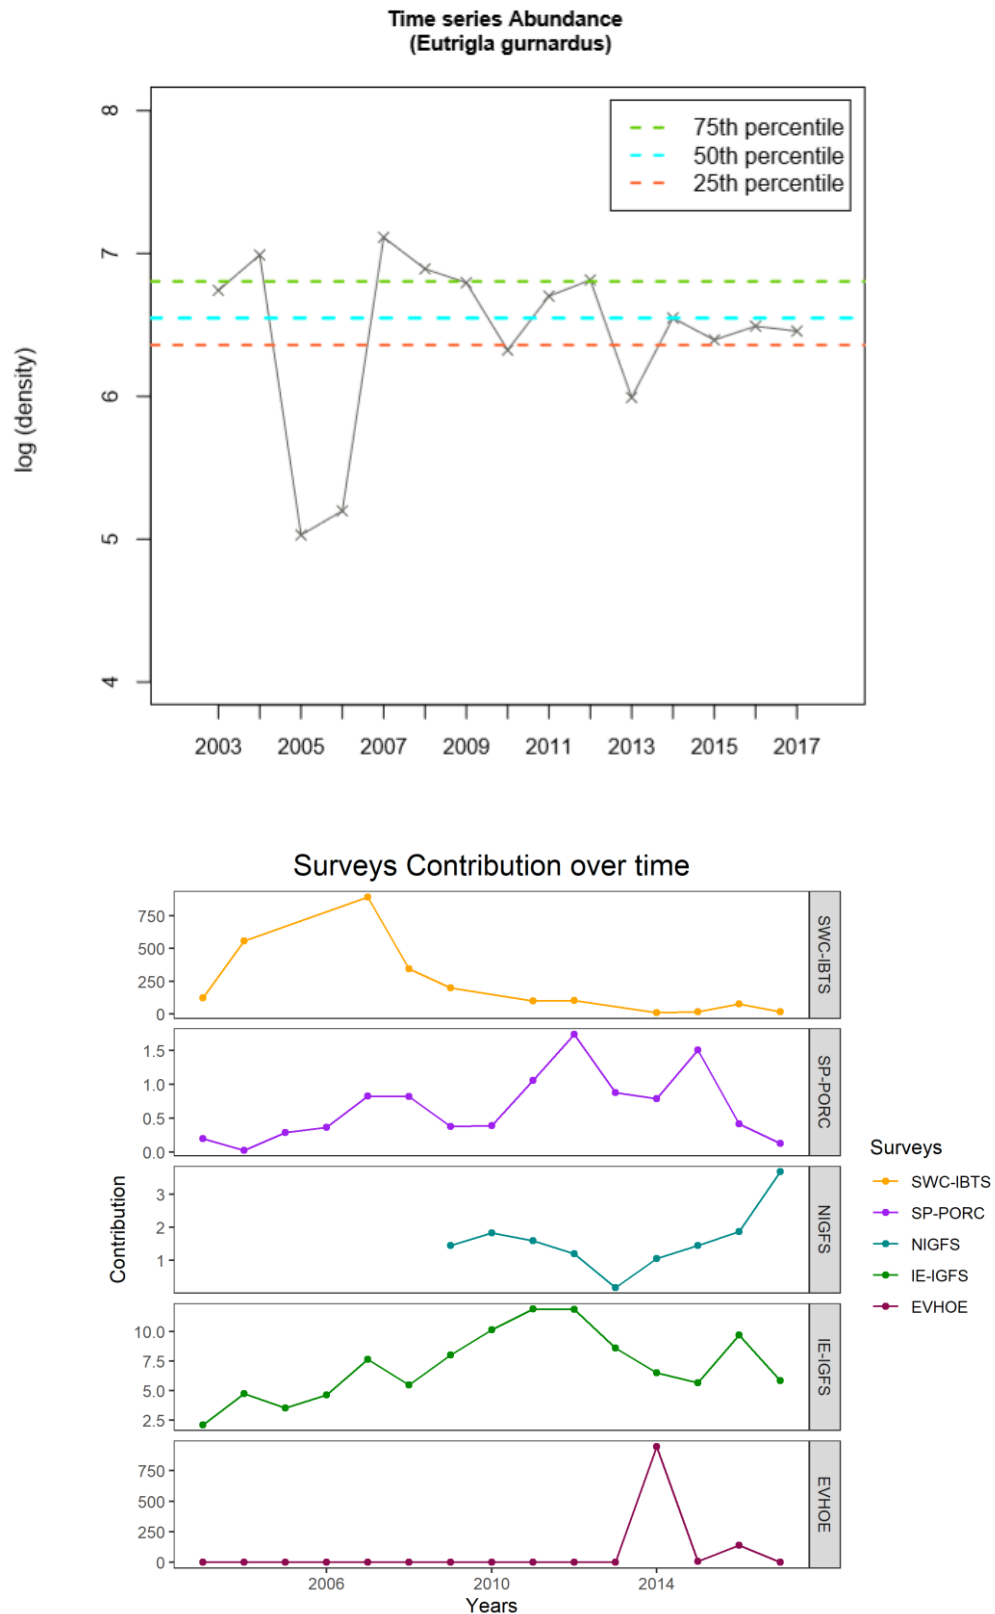 Time series Abundance
(Eutrigla gurnardus)
75th percentile
50th percentile
25th percentile
8
7
6
5
4
log (density)
2003 2005 2007 2009 2011 2013 2015 2017
Surveys Contribution over time
750
500
250
0
SWC-IBTS
1.5
1.0
0.5
0.0
SP-PORC
3
2
1
NIGFS
10.0
7.5
5.0
2.5
IE-IGFS
750
500
250
0
EVHOE
Contribution
2006 2010 2014
Years
Surveys
SWC-IBTS
SP-PORC
NIGFS
IE-IGFS
EVHOE